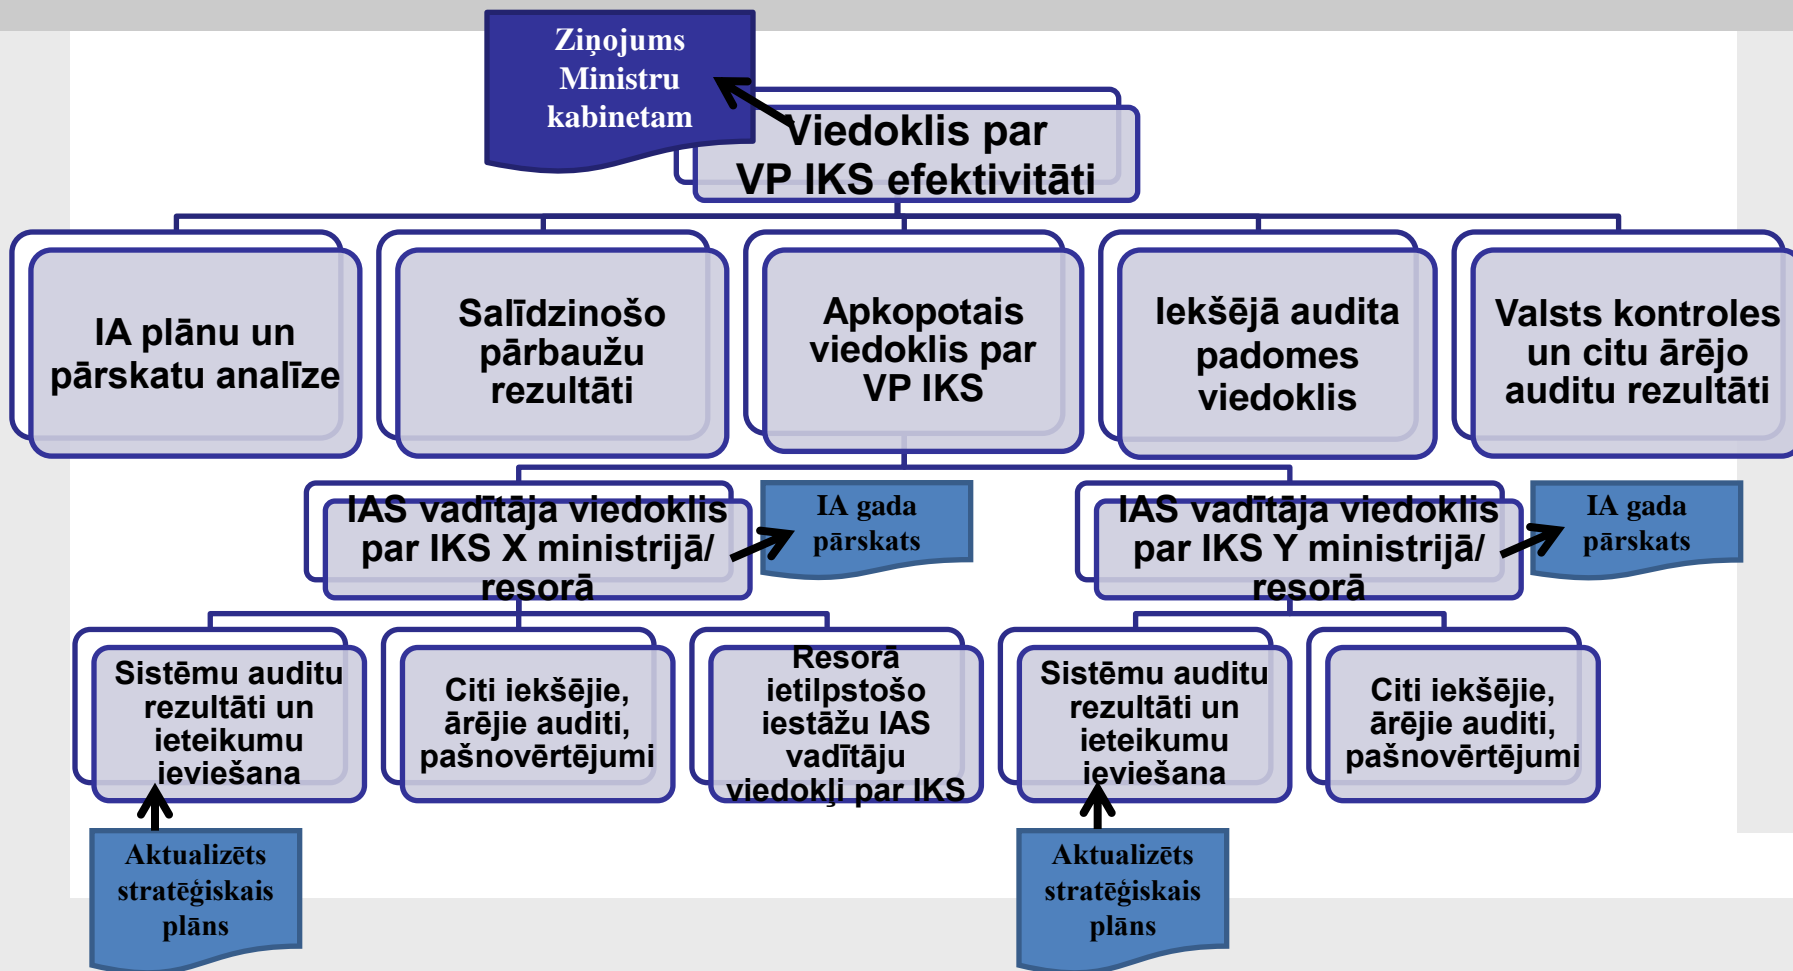 Ziņojums
Ministru
kabinetam
Viedoklis par
VP IKS efektivitāti
IA plānu un
pārskatu analīze
Salīdzinošo
pārbaužu
rezultāti
Apkopotais
viedoklis par
VP IKS
Iekšējā audita
padomes
viedoklis
Valsts kontroles
un citu ārējo
auditu rezultāti
IAS vadītāja viedoklis
par IKS X ministrijā/
resorā
IA gada
pārskats
IAS vadītāja viedoklis
par IKS Y ministrijā/
resorā
IA gada
pārskats
Sistēmu auditu
rezultāti un
ieteikumu
ieviešana
Citi iekšējie,
ārējie auditi,
pašnovērtējumi
Resorā
ietilpstošo
iestāžu IAS
vadītāju
viedokļi par IKS
Sistēmu auditu
rezultāti un
ieteikumu
ieviešana
Citi iekšējie,
ārējie auditi,
pašnovērtējumi
Aktualizēts
stratēģiskais
plāns
Aktualizēts
stratēģiskais
plāns